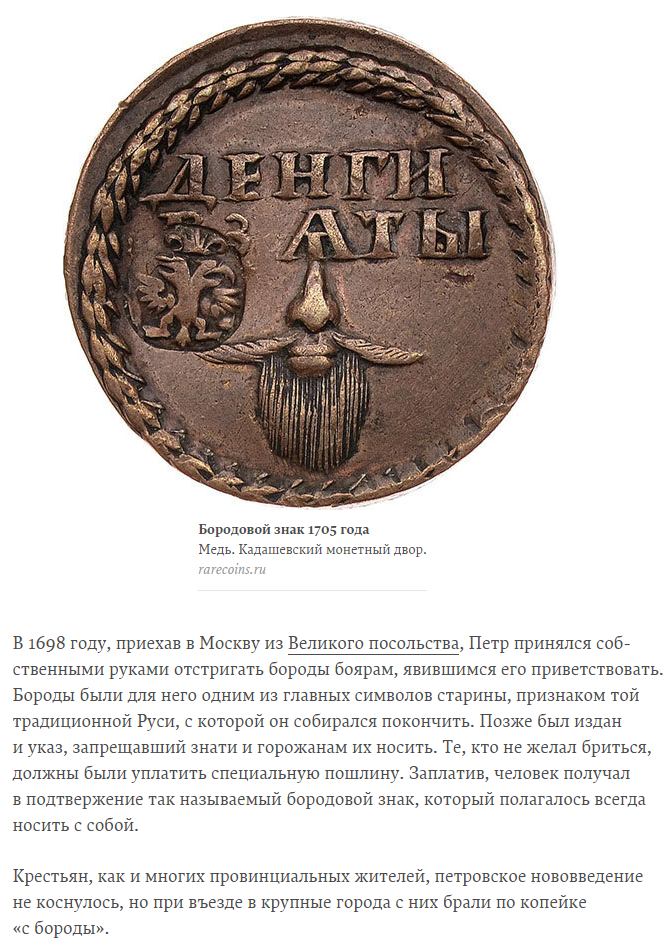 ДЕНГИ
АТЫ
Бородовой знак 1705 года
Медь. Кадашевский монетный двор.
rarecoins.ru
В 1698 году, приехав в Москву из Великого посольства, Петр принялся соб-
ственными руками отстригать бороды боярам, явившимся его приветствовать.
Бороды были для него одним из главных символов старины, признаком той
традиционной Руси, с которой он собирался покончить. Позже был издан
и указ, запрещавший знати и горожанам их носить. Те, кто не желал бриться,
должны были уплатить специальную пошлину. Заплатив, человек получал
в подтвержение так называемый бородовой знак, который полагалось всегда
носить с собой.
Крестьян, как и многих провинциальных жителей, петровское нововведение
не коснулось, но при въезде в крупные города с них брали по копейке
«с бороды».